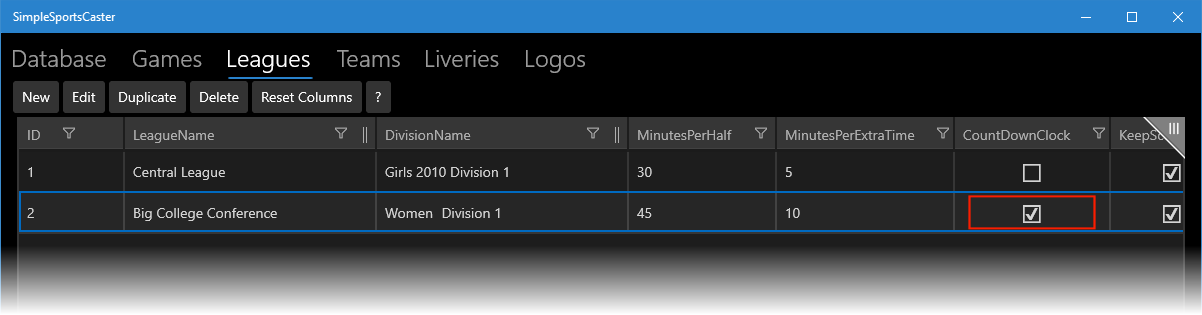 SimpleSportsCaster
Database Games Leagues Teams Liveries Logos
New Edit Duplicate Delete Reset Columns ?
ID LeagueName DivisionName MinutesPerHalf MinutesPerExtraTime CountDownClock
1 Central League Girls 2010 Division 1 30 5
2 Big College Conference Women Division 1 45 10